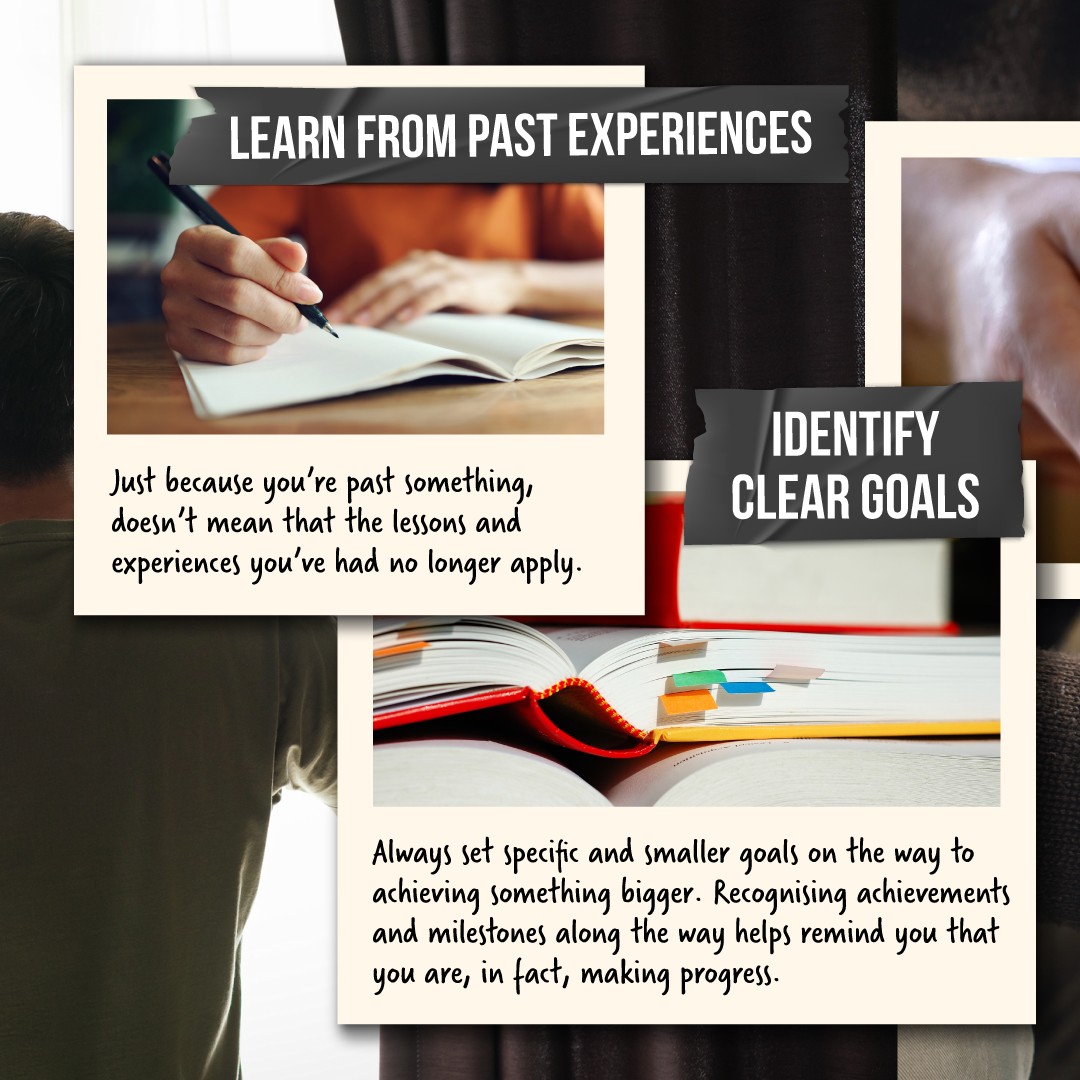 LEARN FROM PAST EXPERIENCES
Just because you're past something,
doesn't mean that the lessons and
experiences you've had no longer apply.
IDENTIFY
CLEAR GOALS
Always set specific and smaller goals on the way to
achieving something bigger. Recognising achievements
and milestones along the way helps remind you that
you are, in fact, making progress.